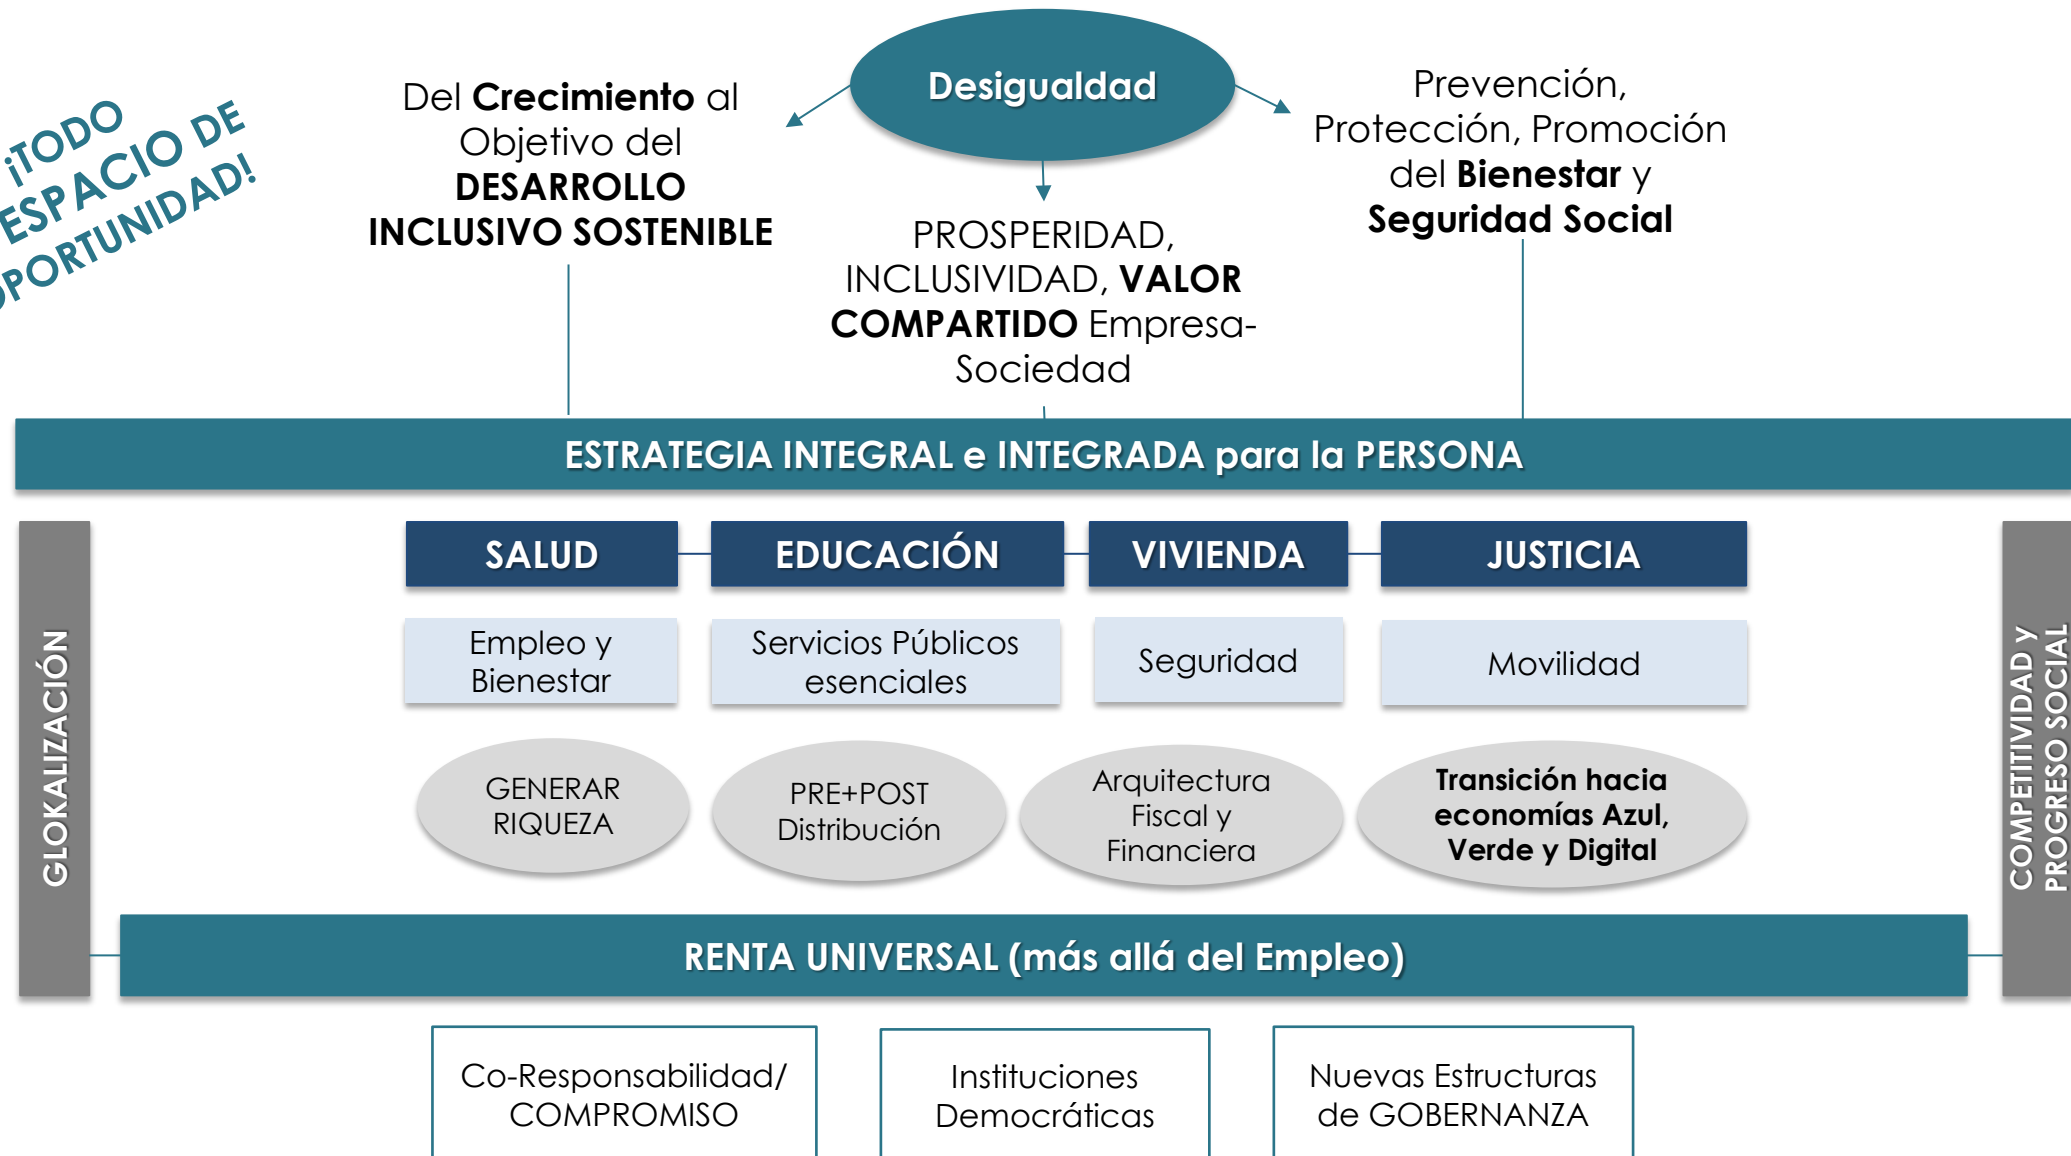 ¡TODO
ESPACIO DE
OPORTUNIDAD!
Desigualdad
Del Crecimiento al
Objetivo del
DESARROLLO
INCLUSIVO SOSTENIBLE
PROSPERIDAD,
INCLUSIVIDAD, VALOR
COMPARTIDO Empresa-
Sociedad
Prevención,
Protección, Promoción
del Bienestar y
Seguridad Social
ESTRATEGIA INTEGRAL e INTEGRADA para la PERSONA
GLOKALIZACIÓN
SALUD
EDUCACIÓN
VIVIENDA
JUSTICIA
Empleo y
Bienestar
Servicios Públicos
esenciales
Seguridad
Movilidad
GENERAR
RIQUEZA
PRE+POST
Distribución
Arquitectura
Fiscal y
Financiera
Transición hacia
economías Azul,
Verde y Digital
COMPETITIVIDAD y
PROGRESO SOCIAL
RENTA UNIVERSAL (más allá del Empleo)
Co-Responsabilidad/
COMPROMISO
Instituciones
Democráticas
Nuevas Estructuras
de GOBERNANZA